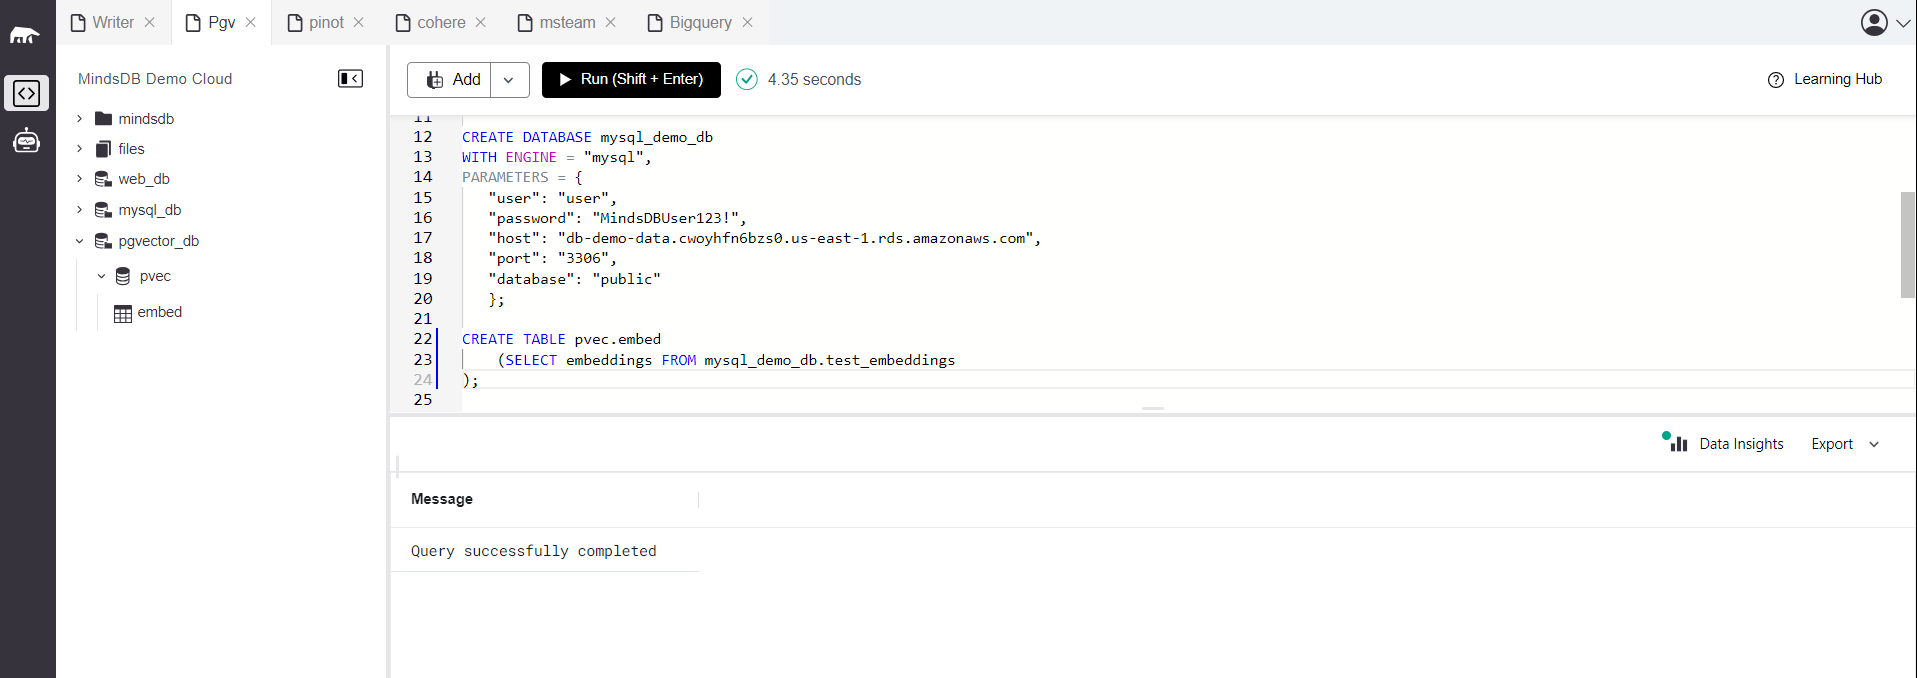 Writer
Pgv
pinot
cohere
msteam
Bigquery
MindsDB Demo Cloud
mindsdb
files
web_db
mysql_db
pgvector_db
pvec
embed
Add
Run (Shift + Enter)
4.35 seconds
Learning Hub
11
12 CREATE DATABASE mysql_demo_db
13 WITH ENGINE = "mysql",
14 PARAMETERS = {
15 "user": "user",
16 "password": "MindsDBUser123!",
17 "host": "db-demo-data.cwoyhfn6bzs0.us-east-1.rds.amazonaws.com",
18 "port": "3306",
19 "database": "public"
20 };
21
22 CREATE TABLE pvec.embed
23 (SELECT embeddings FROM mysql_demo_db.test_embeddings
24 );
25
Data Insights
Export
Message
Query successfully completed